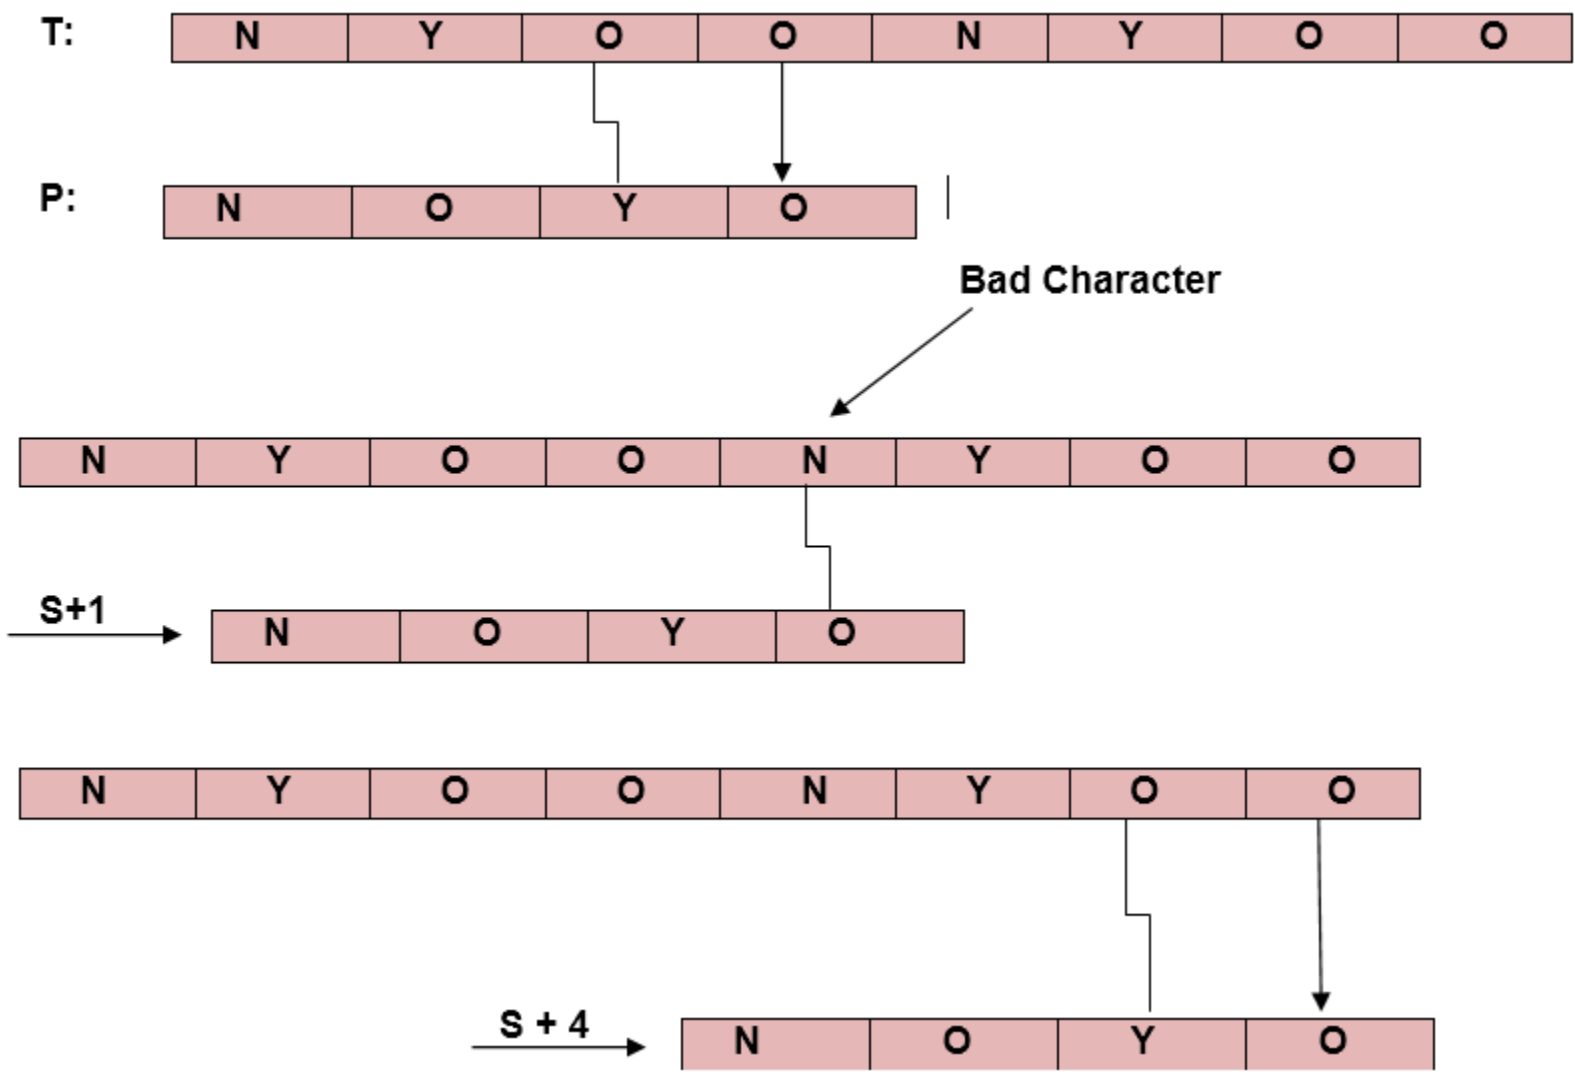 T: N Y O O N Y O O
P: N O Y O
Bad Character
N Y O O N Y O O
S+1 N O Y O
N Y O O N Y O O
S + 4 N O Y O